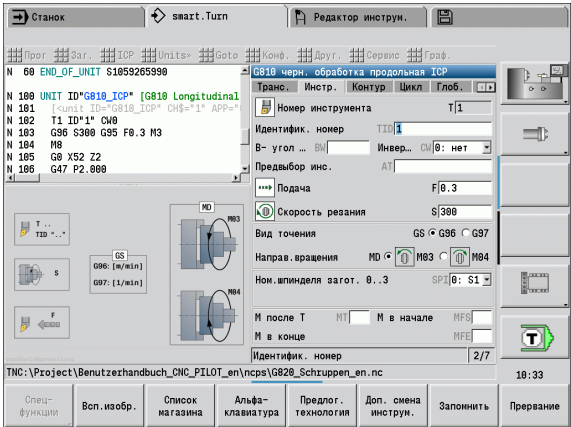 Станок
smart.Turn
Редактор инструм.
Прог Заг. ICP Units» Goto Конф. Друг. Сервис Граф.
N 60 END_OF_UNIT S1059265990
N 100 UNIT ID"G810_ICP" [G810 Longitudinal
N 101 [<unit ID="G810_ICP" CH$="1" APP="
N 102 T1 ID"1" CW0
N 103 G96 S300 G95 F0.3 M3
N 104 M8
N 105 G0 X52 Z2
N 106 G47 P2.000
G810 черн. обработка продольная ICP
Транс. Инстр. Контур Цикл Глоб.
Номер инструмента T 1
Идентифик. номер TID 1
B- угол … BW Инвер… CW 0: нет
Предвыбор инс. AT
Подача F 0.3
Скорость резания S 300
Вид точения GS G96 G97
Направ.вращения MD M03 M04
Ном.шпинделя загот. 0..3 SPI 0: S1
M после T MT M в начале MFS
M в конце MFE
Идентифик. номер 2/7
T ..
TID ".."
S
F
GS
G96: [m/min]
G97: [1/min]
MD
M03
M04
T
TNC:\Project\Benutzerhandbuch_CNC_PILOT_en\ncps\G820_Schruppen_en.nc
10:33
Спец-функции
Всп.изобр.
Список магазина
Альфа-клавиатура
Предлог. технология
Доп. смена инструм.
Запомнить
Прерывание